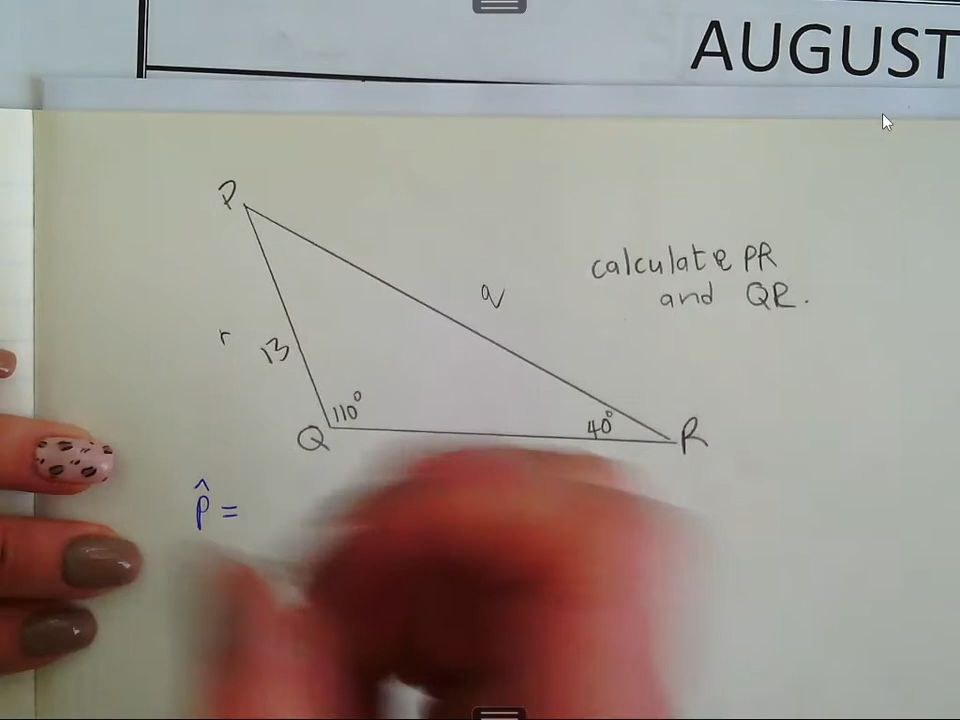 AUGUST
P
calculate PR
and QR.
q
r
13
110°
40°
Q
R
P̂ =